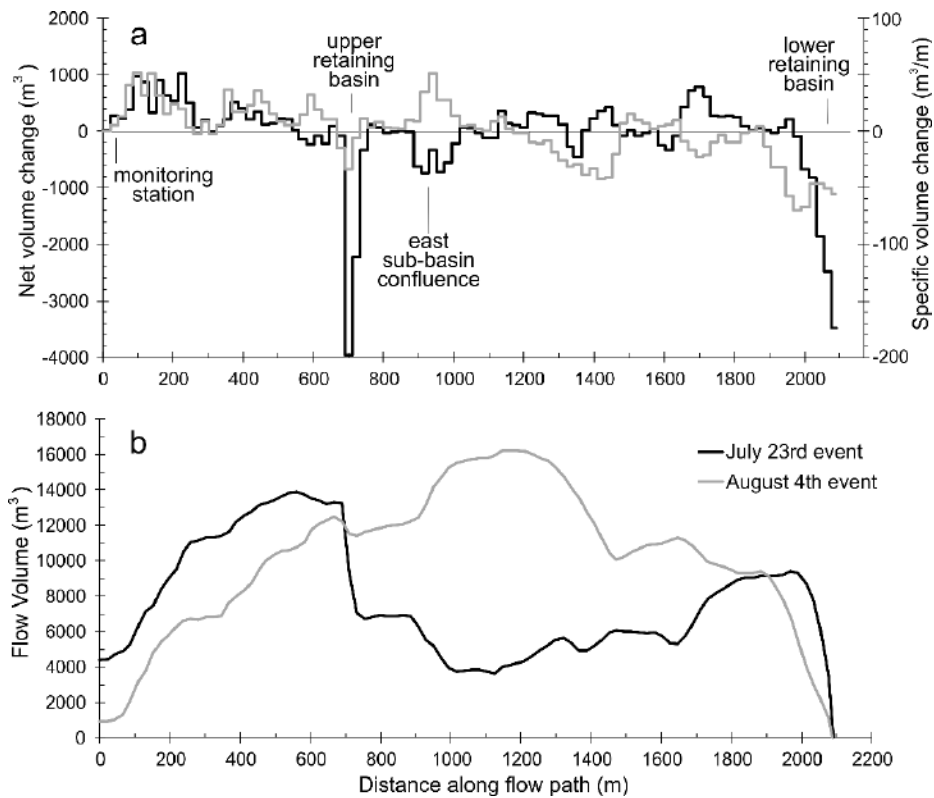 a
Net volume change (m³)
2000
1000
0
-1000
-2000
-3000
-4000
upper
retaining
basin
lower
retaining
basin
monitoring
station
east
sub-basin
confluence
100
0
-100
-200
Specific volume change (m³/m)
0 200 400 600 800 1000 1200 1400 1600 1800 2000
b
Flow Volume (m³)
18000
16000
14000
12000
10000
8000
6000
4000
2000
0
July 23rd event
August 4th event
0 200 400 600 800 1000 1200 1400 1600 1800 2000 2200
Distance along flow path (m)